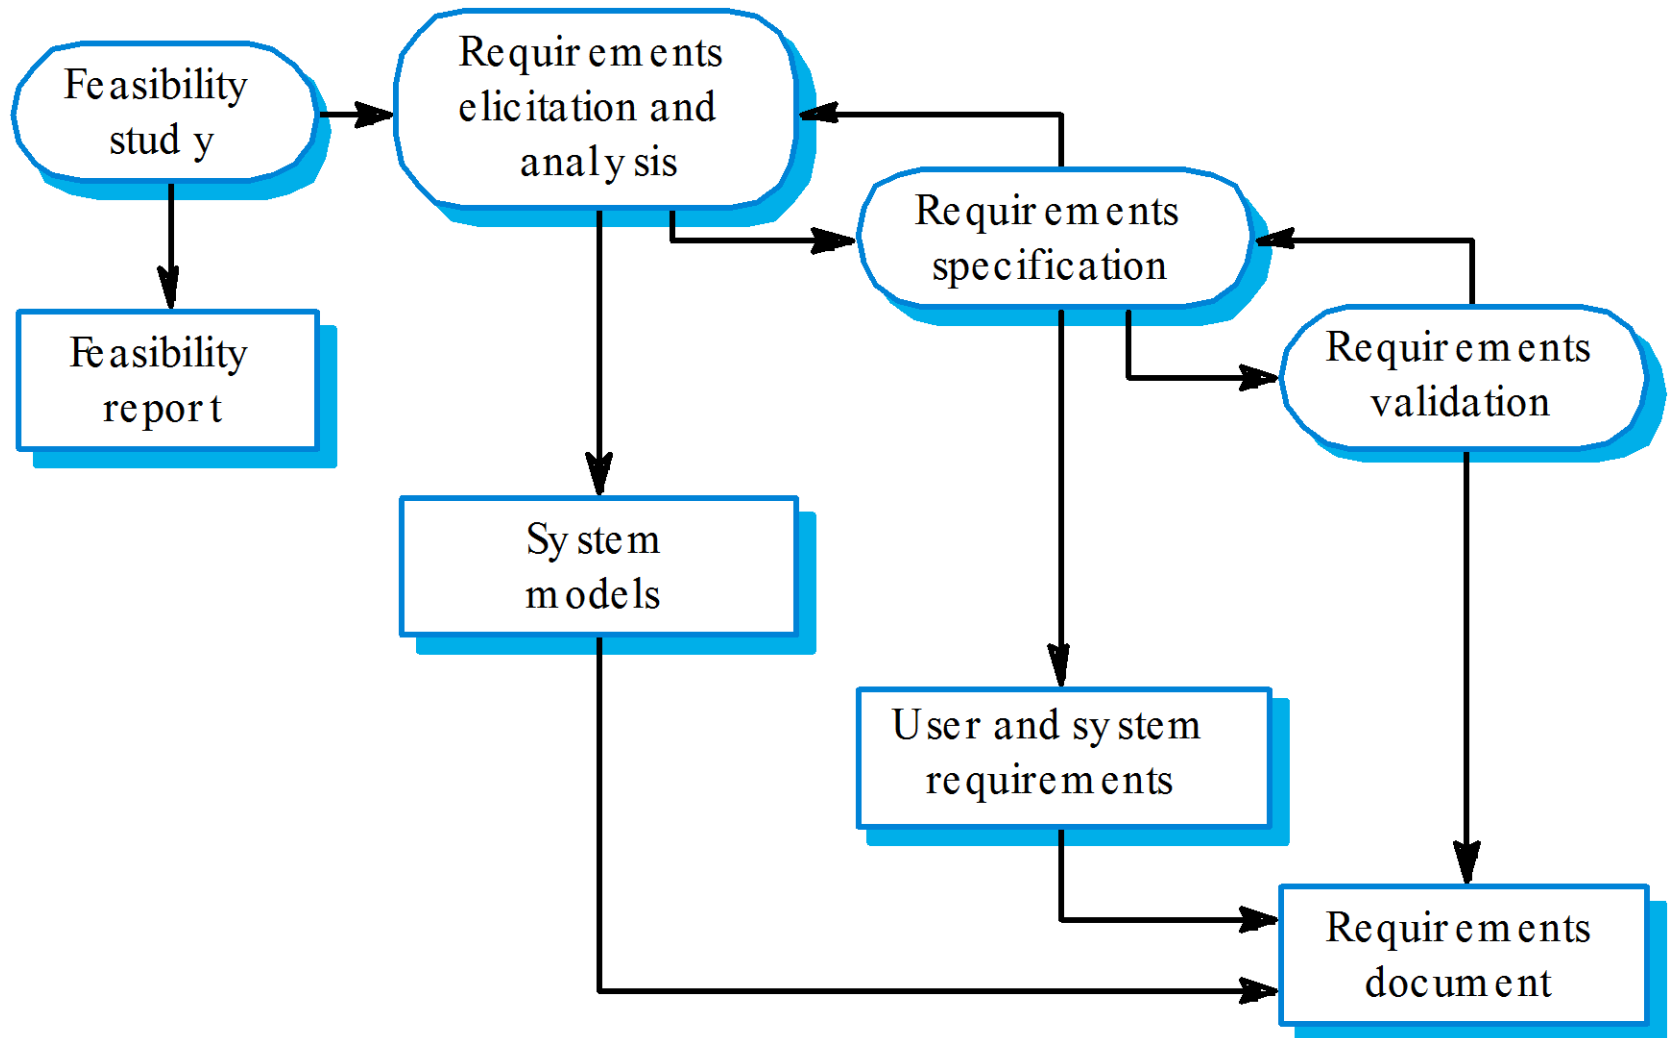 Feasibility
study
Requirements
elicitation and
analysis
Requirements
specification
Requirements
validation
Feasibility
report
System
models
User and system
requirements
Requirements
document